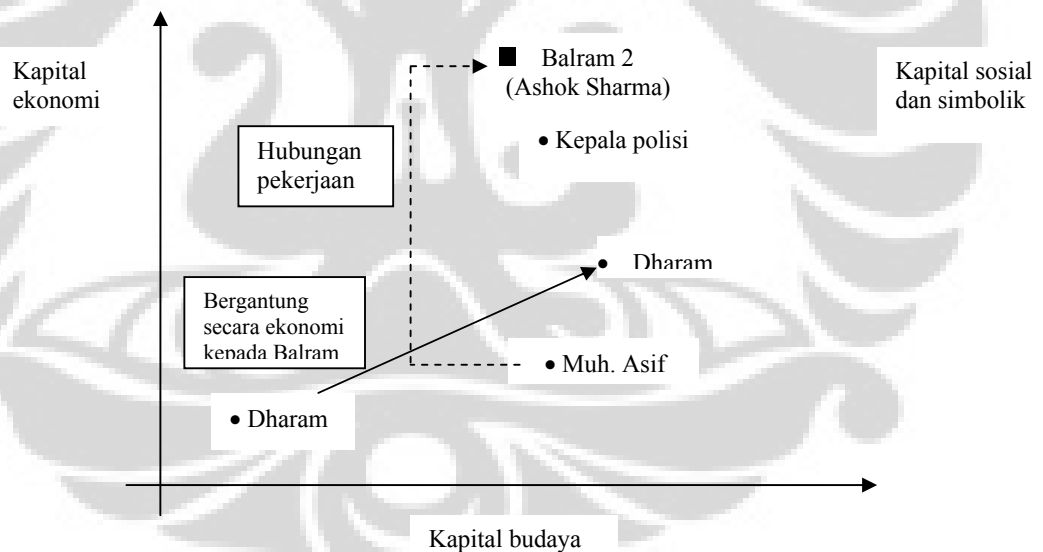 Kapital
ekonomi
Balram 2
(Ashok Sharma)
Kapital sosial
dan simbolik
Hubungan
pekerjaan
• Kepala polisi
• Dharam
Bergantung
secara ekonomi
kepada Balram
• Muh. Asif
• Dharam
Kapital budaya